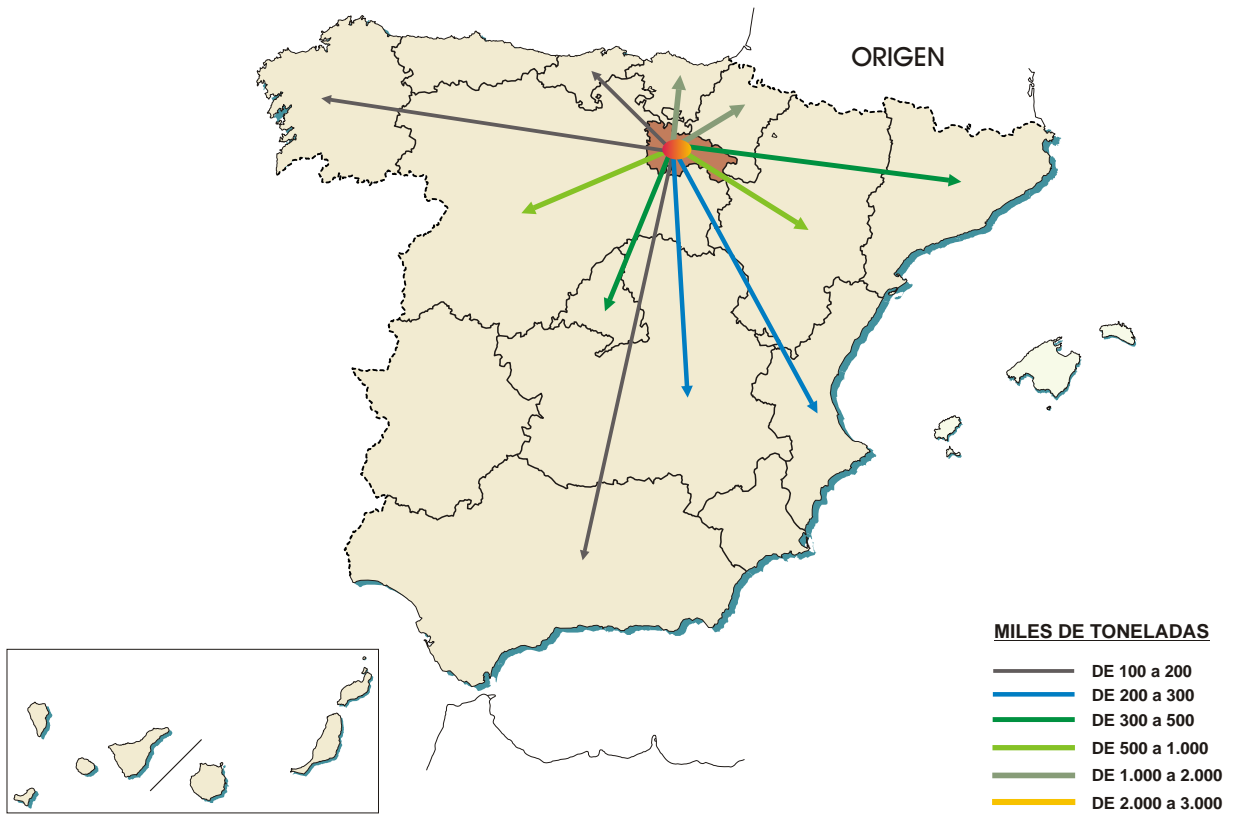 ORIGEN
MILES DE TONELADAS
DE 100 a 200
DE 200 a 300
DE 300 a 500
DE 500 a 1.000
DE 1.000 a 2.000
DE 2.000 a 3.000